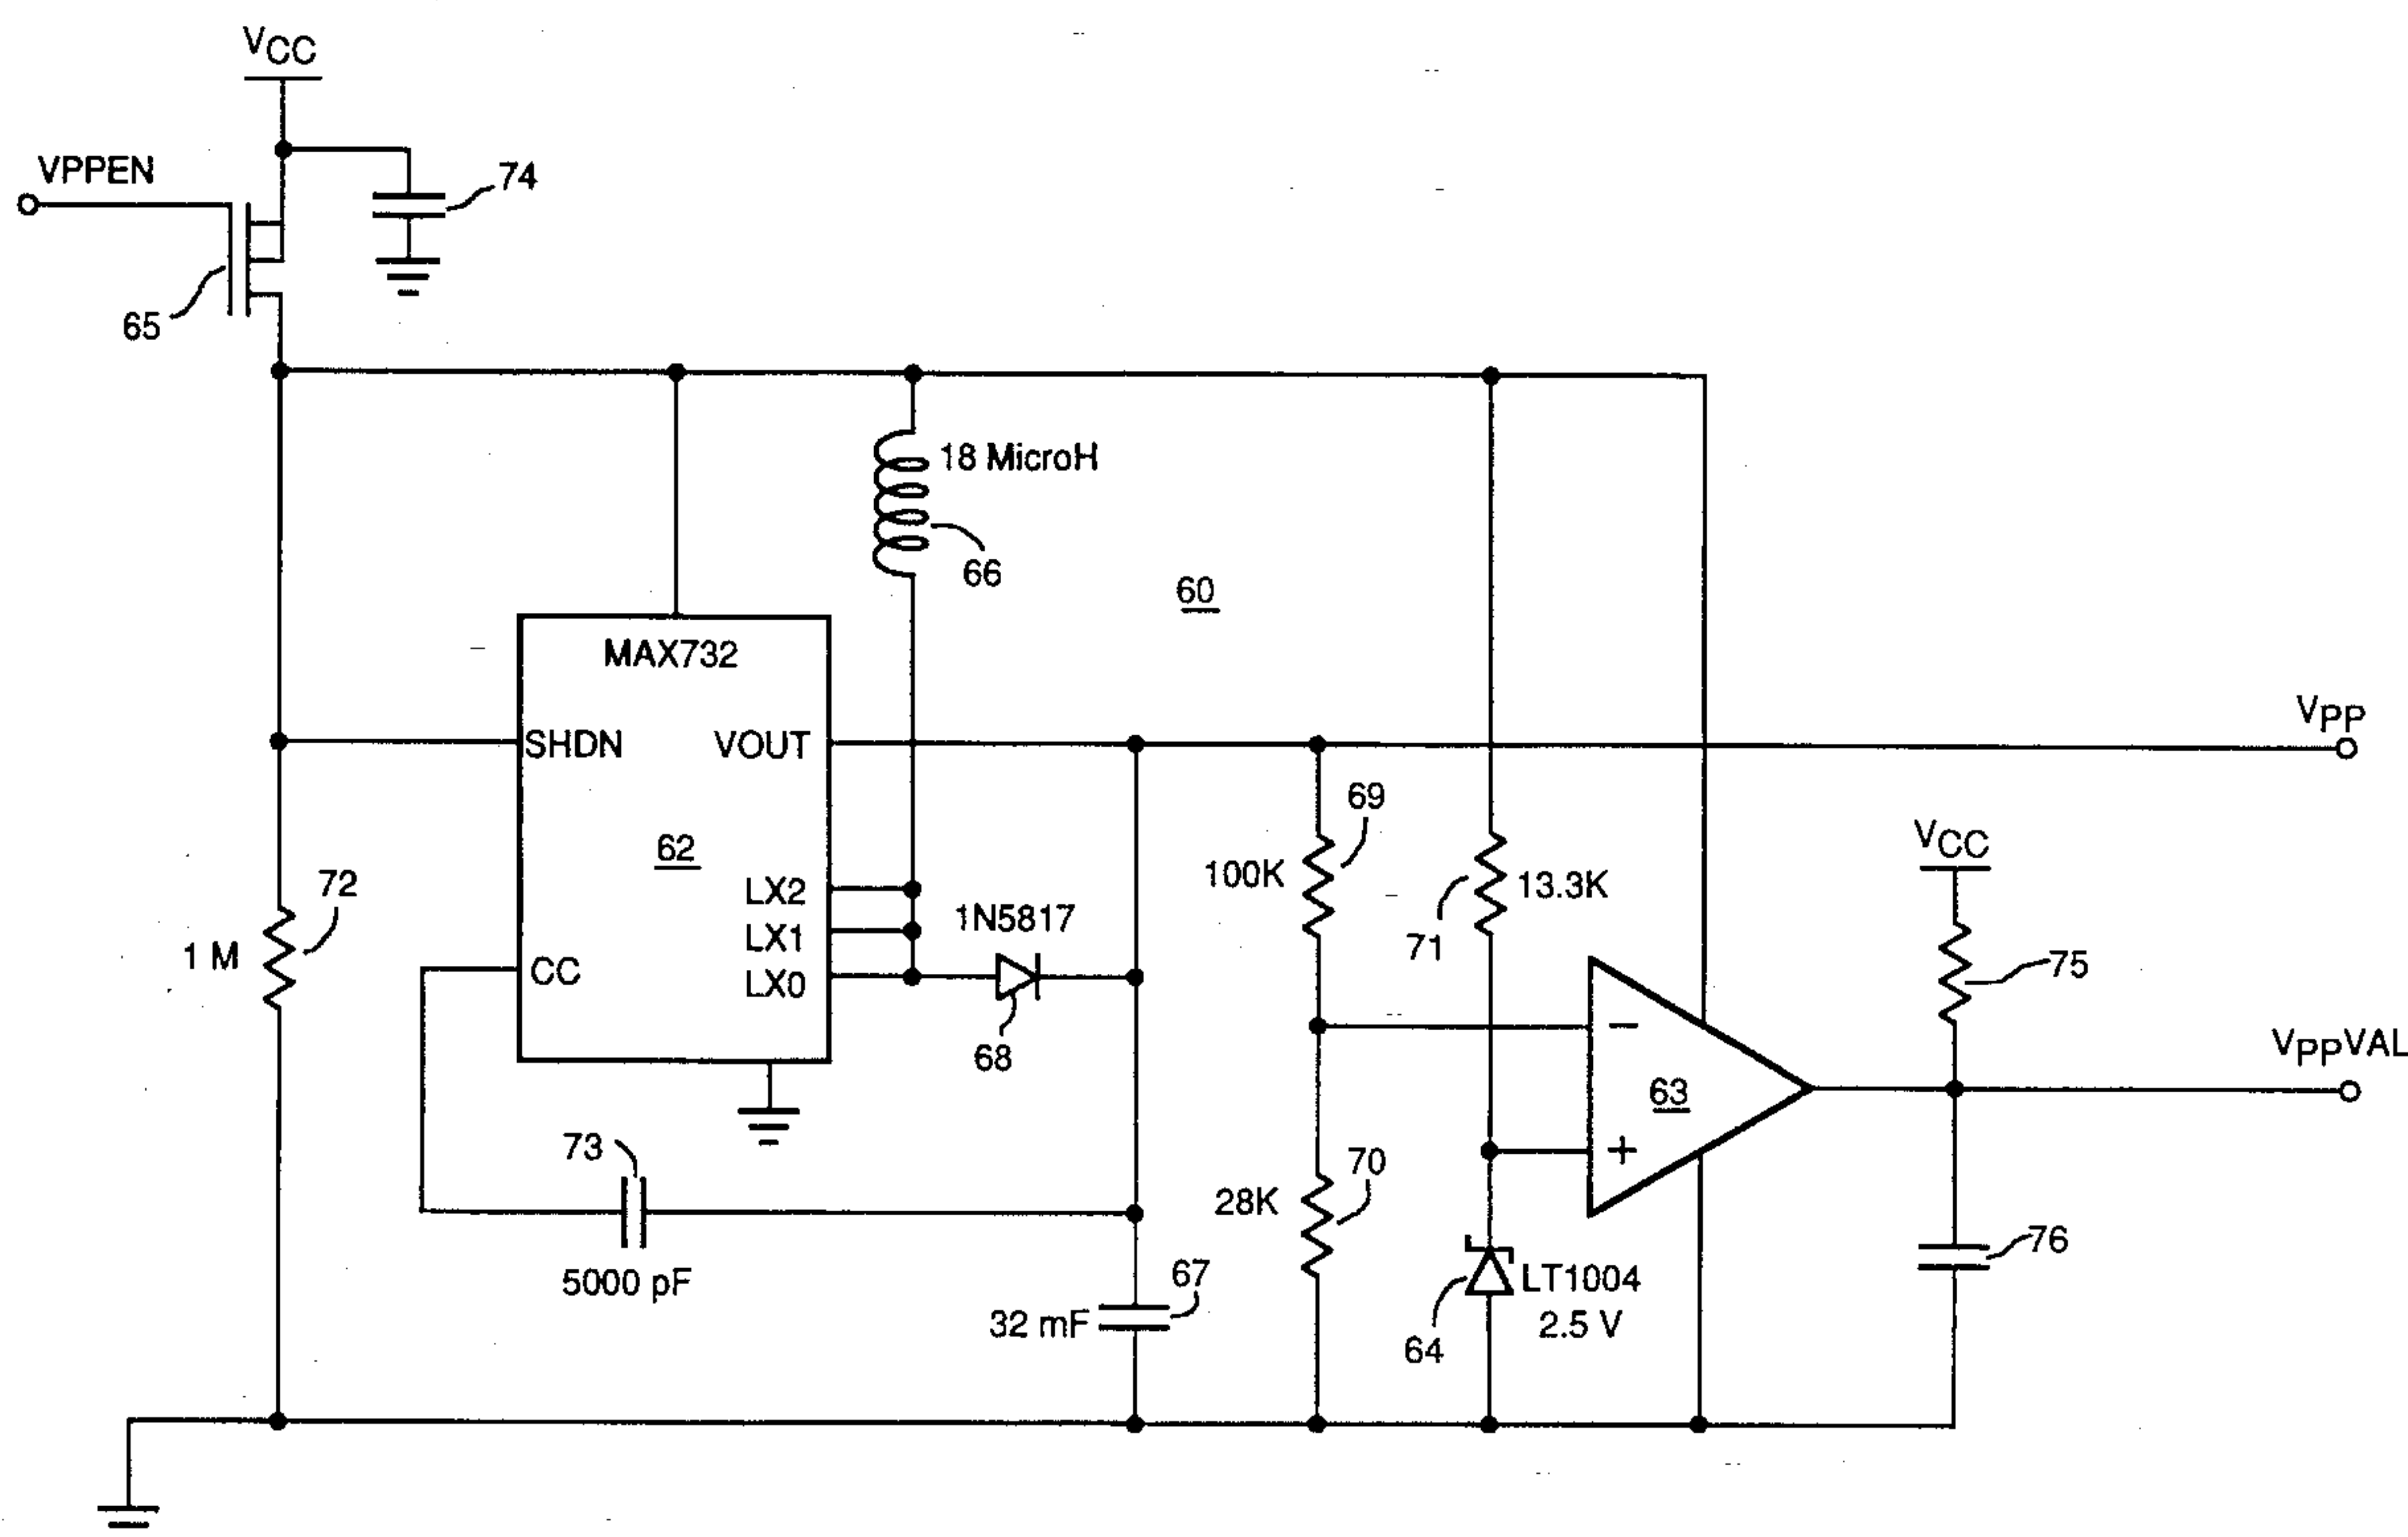 VCC
VPPEN
74
65
18 MicroH
66
60
MAX732
SHDN
VOUT
VPP
62
LX2
LX1
LX0
CC
72
1 M
1N5817
68
69
100K
71
13.3K
VCC
75
VPPVAL
63
−
+
73
5000 pF
70
28K
67
32 mF
64
LT1004
2.5 V
76